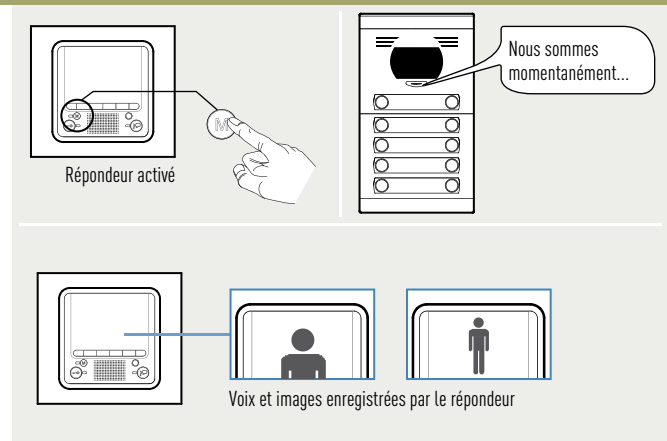 Nous sommes
momentanément...
M
Répondeur activé
Voix et images enregistrées par le répondeur